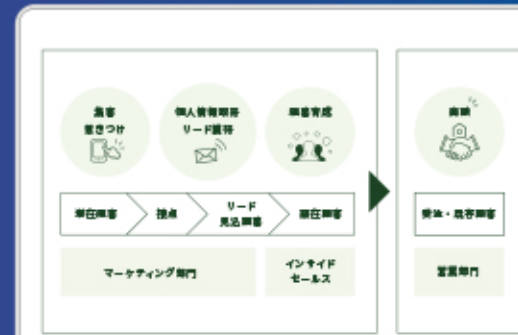 集客
惹きつけ
個人情報取得
リード獲得
顧客育成
商談
潜在顧客
接点
リード
見込顧客
顕在顧客
受注・既存顧客
マーケティング部門
インサイド
セールス
営業部門